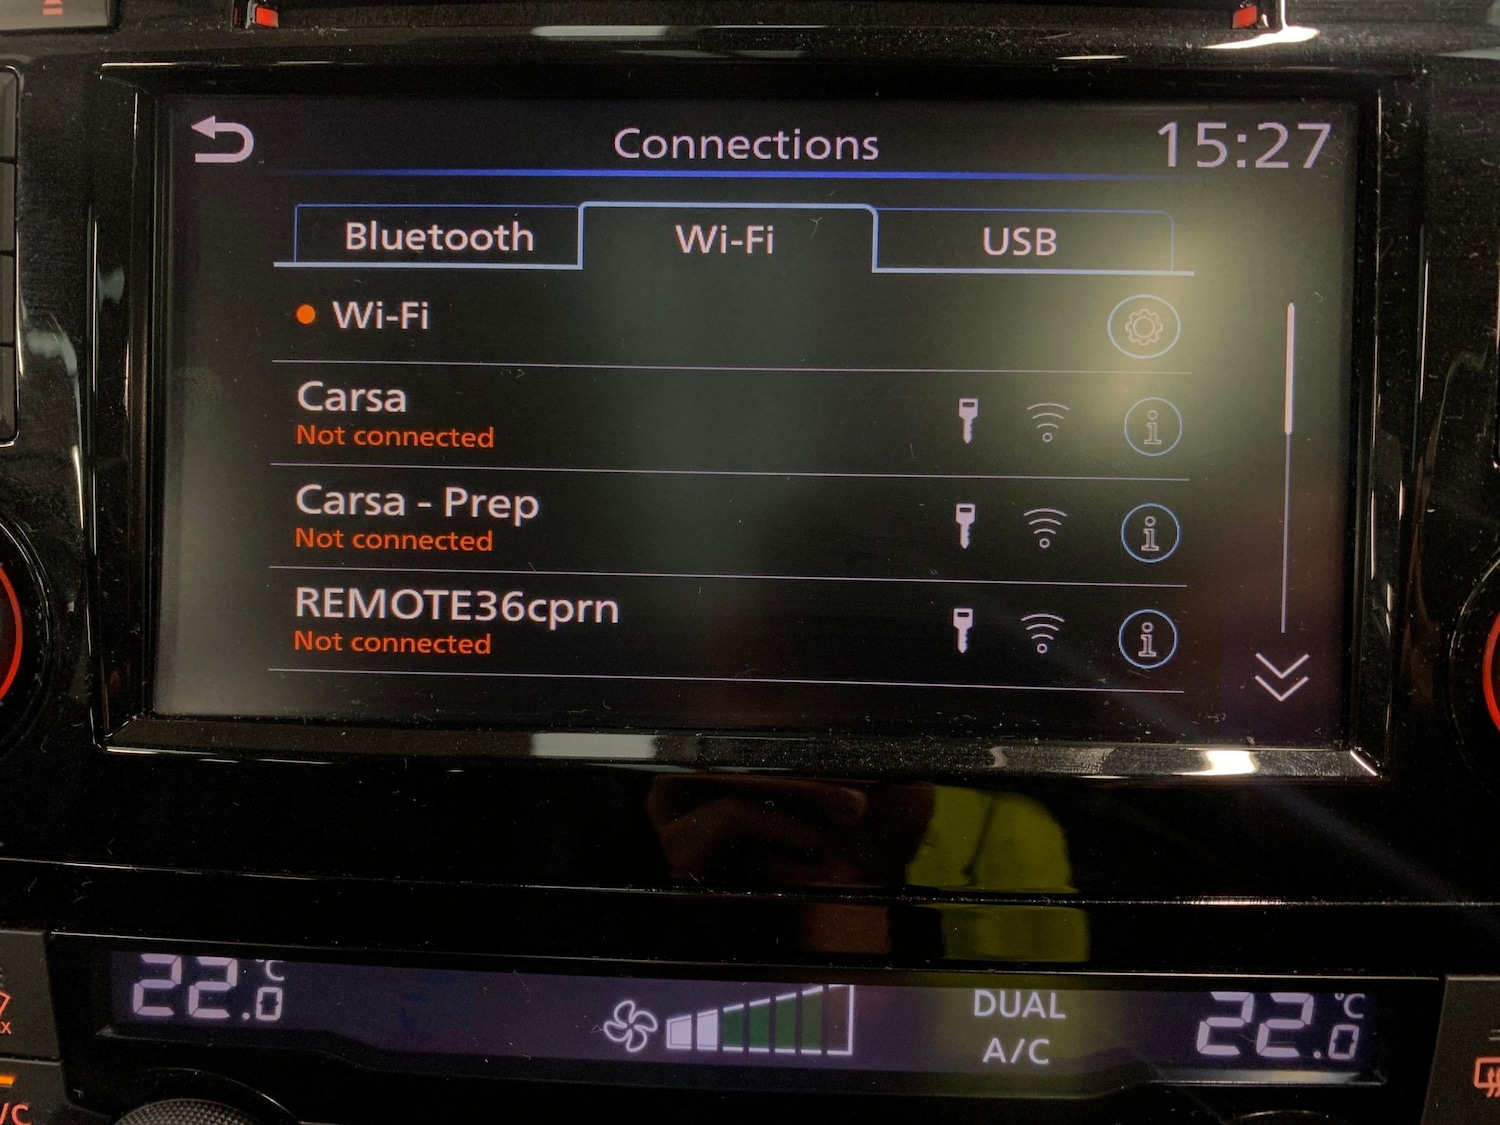 Connections
15:27
Bluetooth
Wi-Fi
USB
Wi-Fi
Carsa
Not connected
Carsa - Prep
Not connected
REMOTE36cprn
Not connected
22.0 °C
DUAL
A/C
22.0 °C
/C